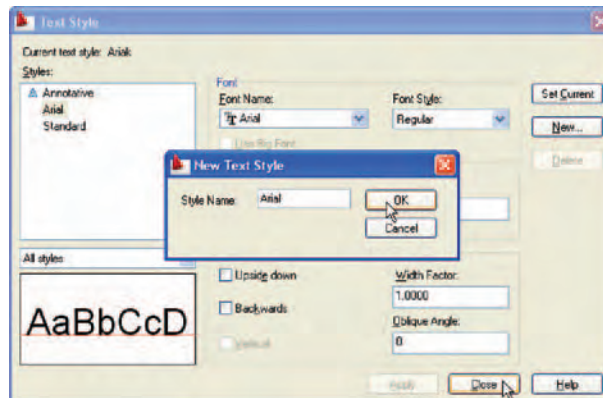 Text Style
Current text style: Arial
Styles:
Annotative
Arial
Standard
Font
Font Name:
Arial
Font Style:
Regular
Use Big Font
Set Current
New...
Delete
New Text Style
Style Name:
Arial
OK
Cancel
All styles
AaBbCcD
Upside down
Backwards
Vertical
Width Factor:
1.0000
Oblique Angle:
0
Apply
Close
Help